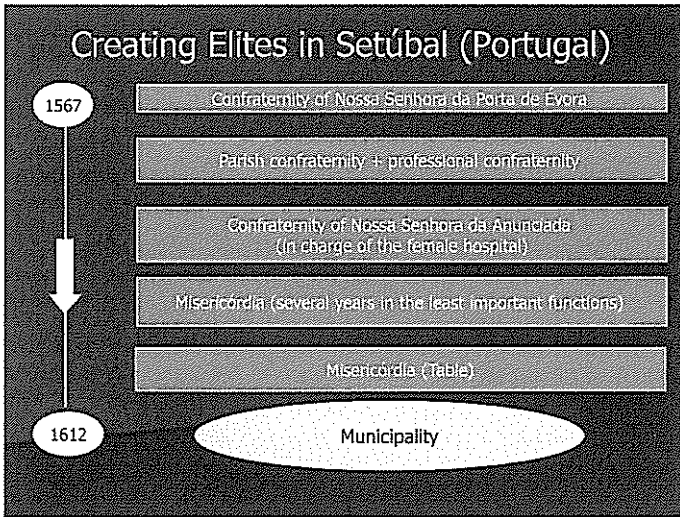 Creating Elites in Setúbal (Portugal)
1567
Confraternity of Nossa Senhora da Porta de Évora
Parish confraternity + professional confraternity
Confraternity of Nossa Senhora da Anunciada
(in charge of the female hospital)
Misericórdia (several years in the least important functions)
Misericórdia (Table)
1612
Municipality